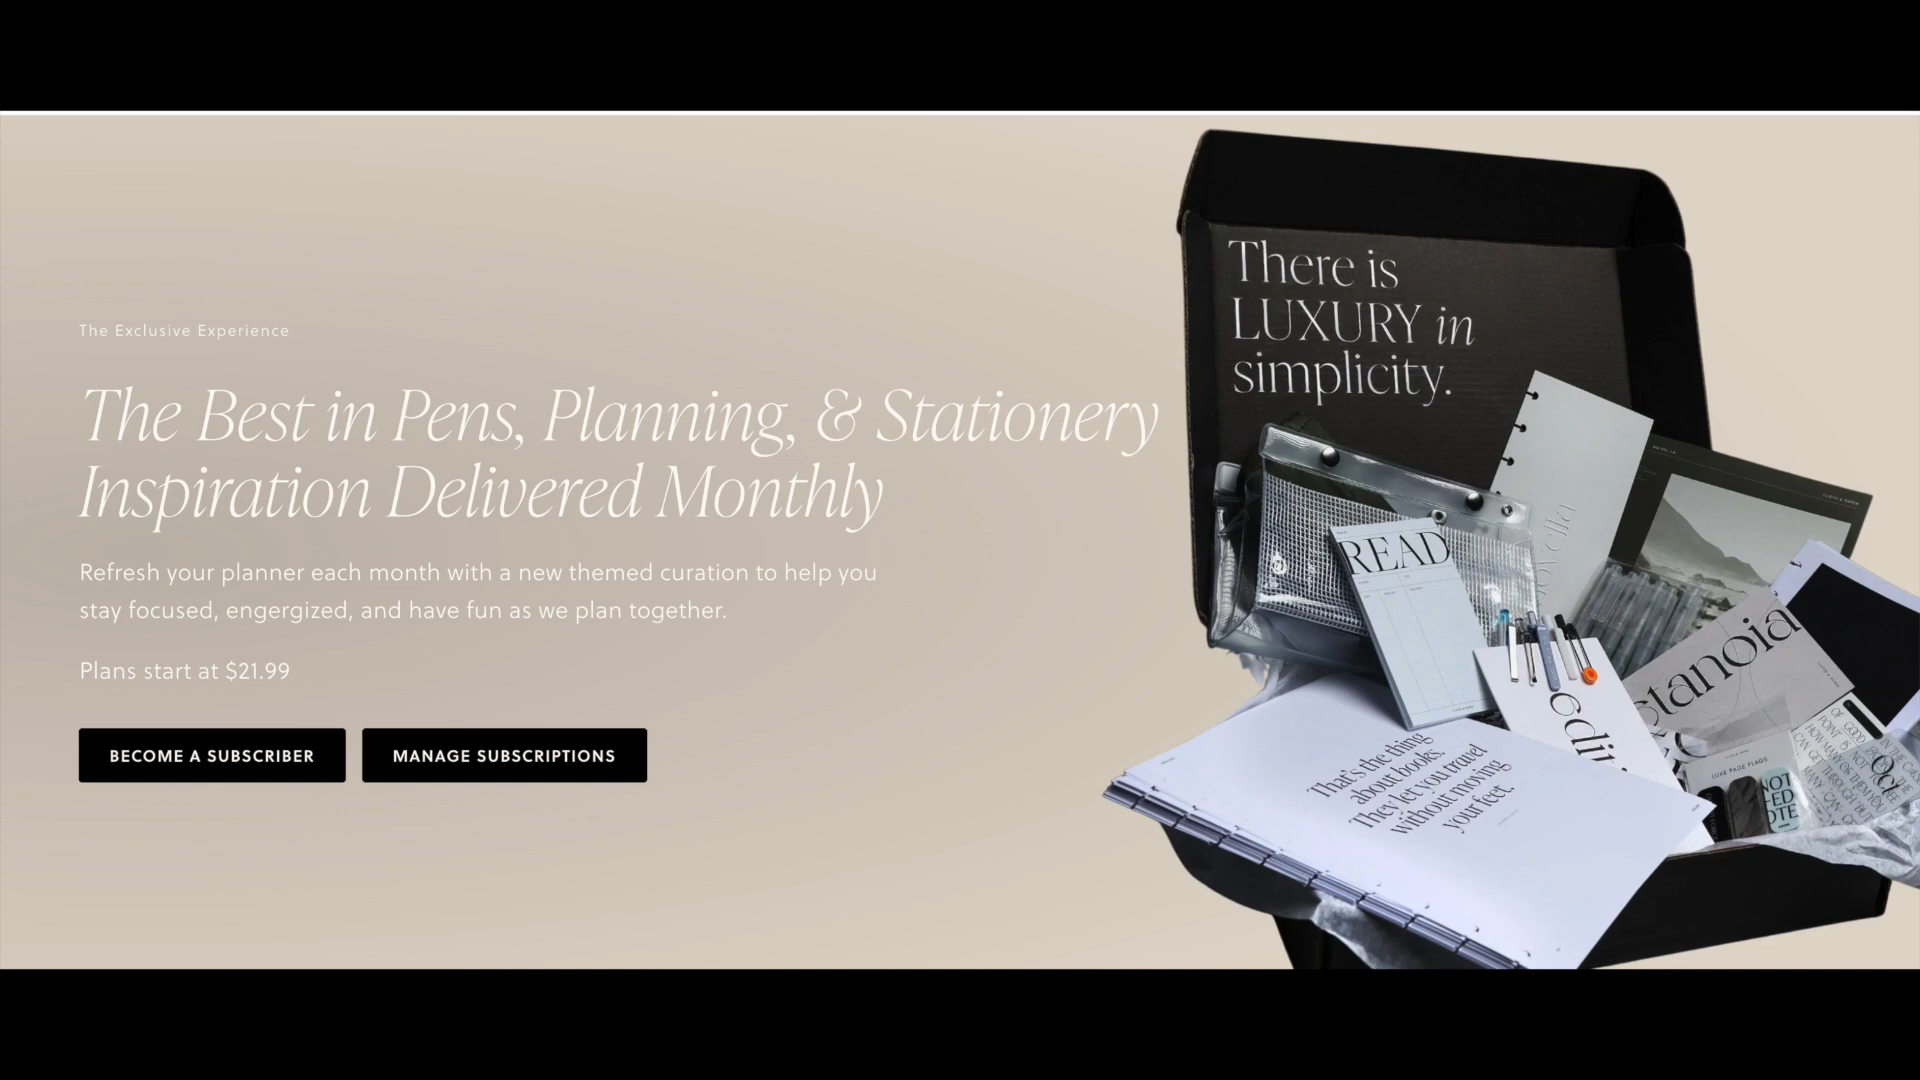 The Exclusive Experience
The Best in Pens, Planning, & Stationery
Inspiration Delivered Monthly
Refresh your planner each month with a new themed curation to help you
stay focused, engergized, and have fun as we plan together.
Plans start at $21.99
BECOME A SUBSCRIBER
MANAGE SUBSCRIPTIONS
There is
LUXURY in
simplicity.
READ
That's the thing
about books.
They let you travel
without moving
your feet.
LUXE PAGE FLAGS